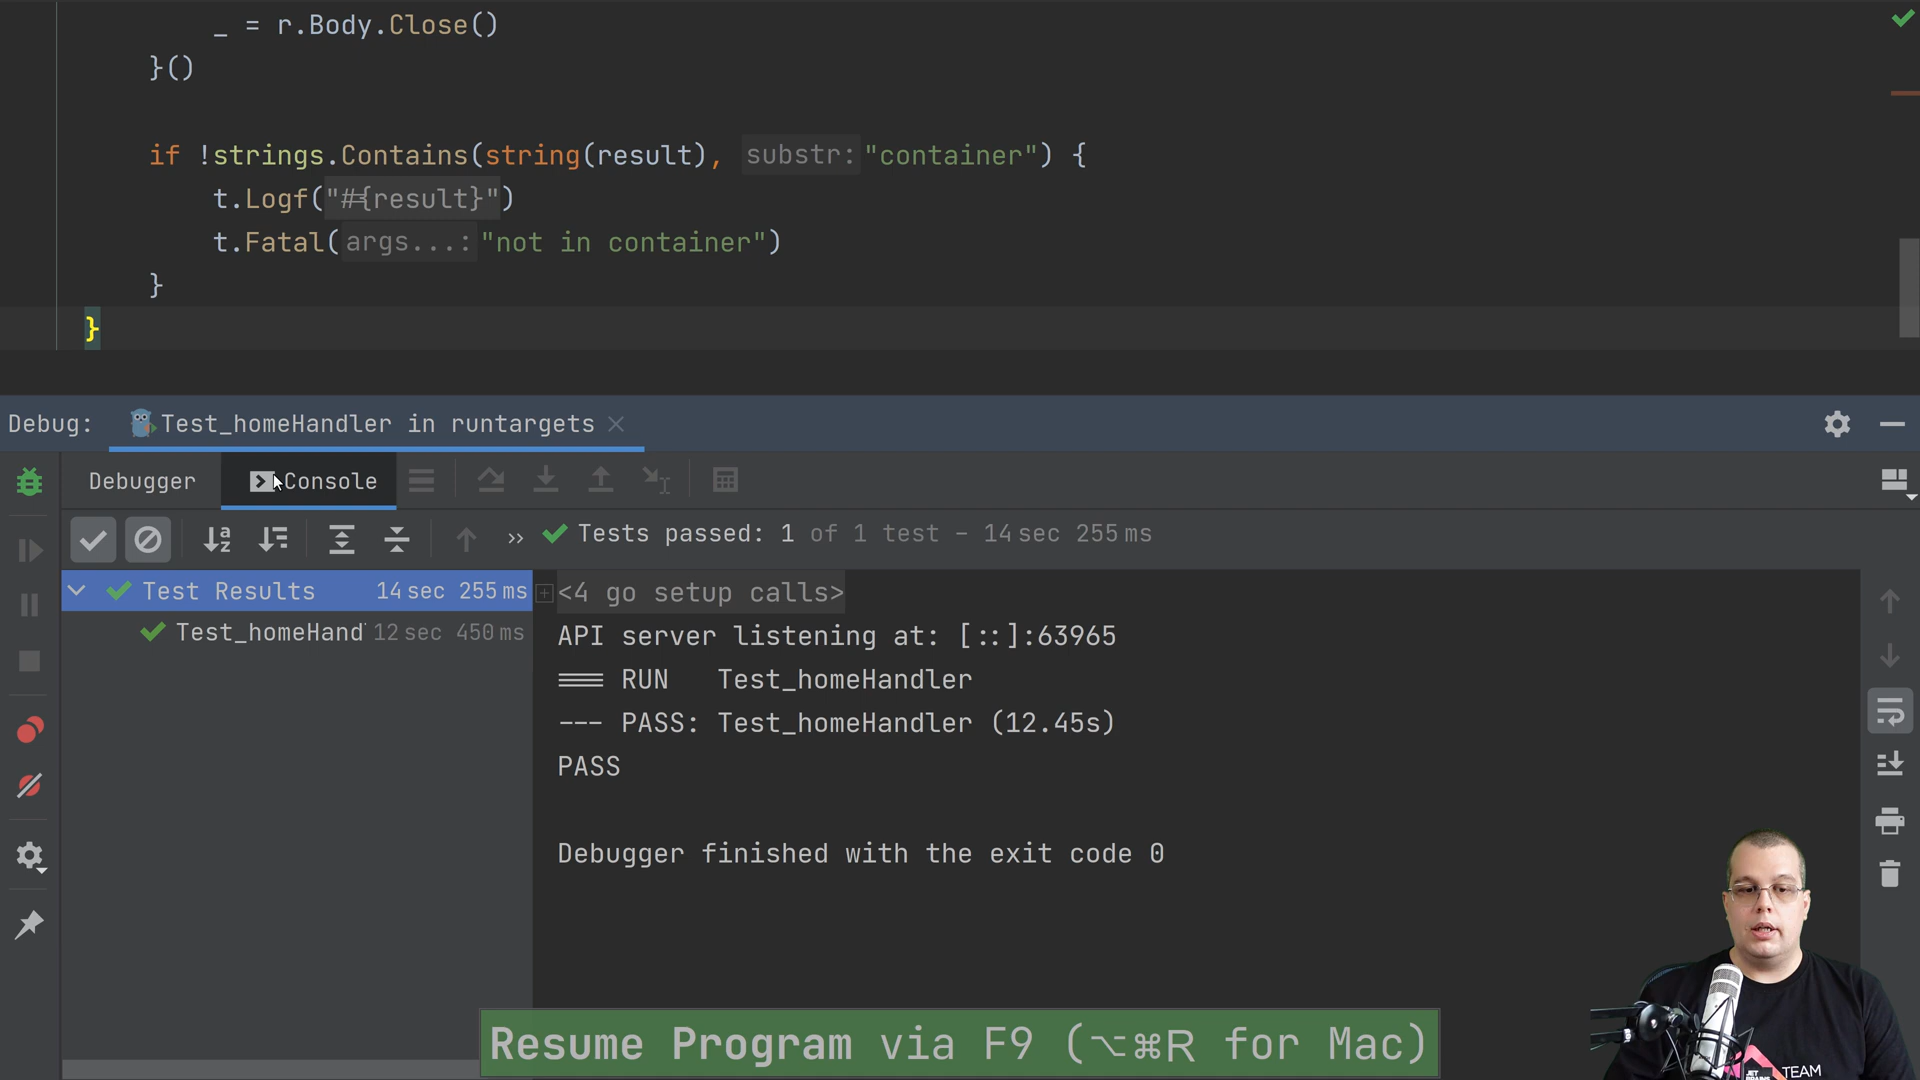 _ = r.Body.Close()
}()
if !strings.Contains(string(result), substr: "container") {
t.Logf("#{result}")
t.Fatal( args...: "not in container")
}
}
Debug: Test_homeHandler in runtargets
Debugger Console
Tests passed: 1 of 1 test – 14 sec 255 ms
Test Results 14 sec 255 ms
Test_homeHand 12 sec 450 ms
<4 go setup calls>
API server listening at: [::]:63965
=== RUN Test_homeHandler
--- PASS: Test_homeHandler (12.45s)
PASS
Debugger finished with the exit code 0
Resume Program via F9 (⌥⌘R for Mac)
TEAM